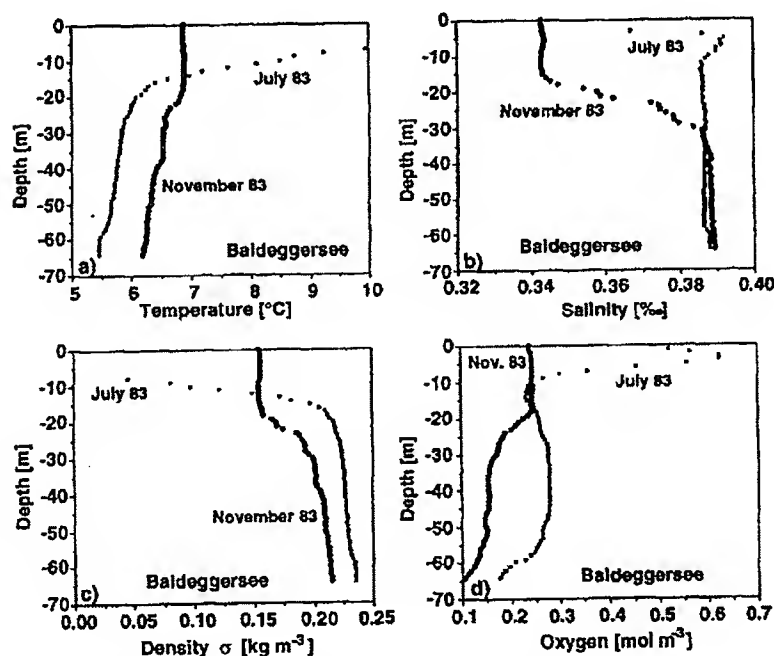 0
-10
-20
-30
-40
-50
-60
-70
Depth [m]
July 83
November 83
a)
Baldeggersee
5 6 7 8 9 10
Temperature [°C]
0
-10
-20
-30
-40
-50
-60
-70
Depth [m]
July 83
November 83
b)
Baldeggersee
0.32 0.34 0.36 0.38 0.40
Salinity [‰]
0
-10
-20
-30
-40
-50
-60
-70
Depth [m]
July 83
November 83
c)
Baldeggersee
0.00 0.05 0.10 0.15 0.20 0.25
Density σ [kg m-3]
0
-10
-20
-30
-40
-50
-60
-70
Depth [m]
Nov. 83
July 83
d)
Baldeggersee
0.1 0.2 0.3 0.4 0.5 0.6 0.7
Oxygen [mol m-3]